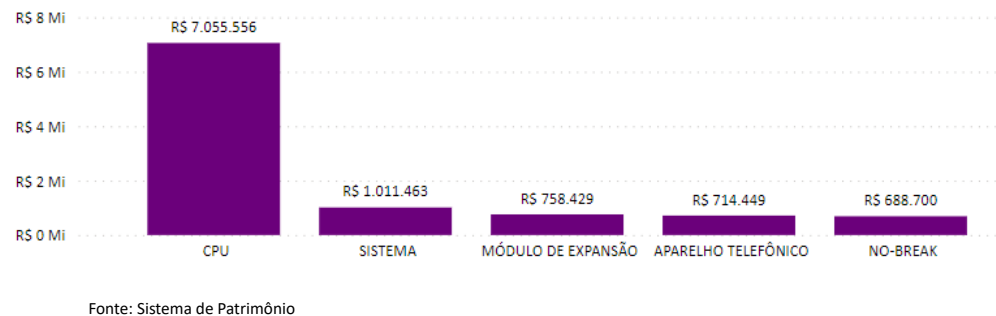 R$ 8 Mi
R$ 7.055.556
R$ 6 Mi
R$ 4 Mi
R$ 2 Mi
R$ 1.011.463
R$ 758.429
R$ 714.449
R$ 688.700
R$ 0 Mi
CPU
SISTEMA
MÓDULO DE EXPANSÃO
APARELHO TELEFÔNICO
NO-BREAK
Fonte: Sistema de Patrimônio